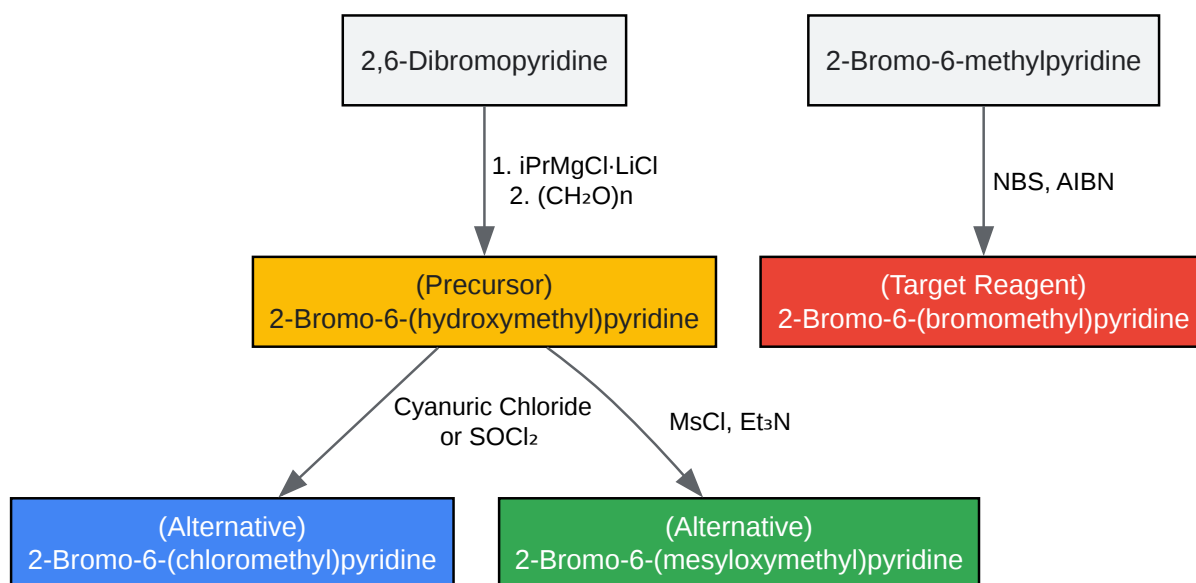 2,6-Dibromopyridine
2-Bromo-6-methylpyridine
1. iPrMgCl·LiCl
2. (CH₂O)n
NBS, AIBN
(Precursor)
2-Bromo-6-(hydroxymethyl)pyridine
(Target Reagent)
2-Bromo-6-(bromomethyl)pyridine
Cyanuric Chloride
or SOCl₂
MsCl, Et₃N
(Alternative)
2-Bromo-6-(chloromethyl)pyridine
(Alternative)
2-Bromo-6-(mesyloxymethyl)pyridine